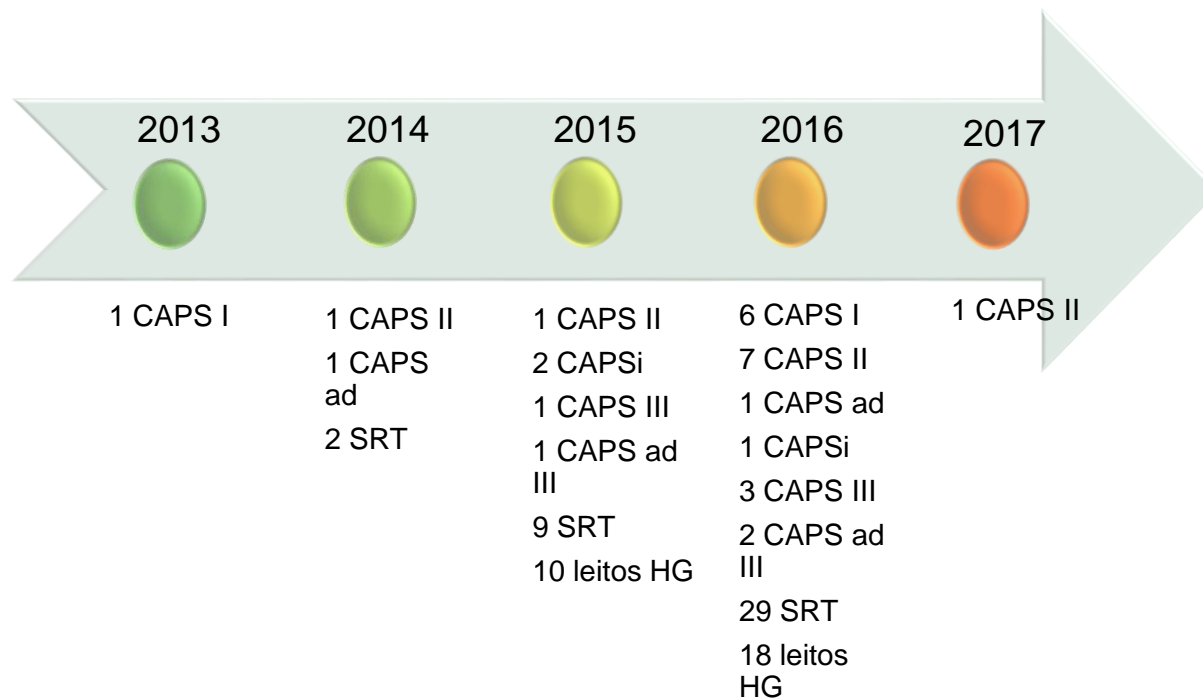 2013
1 CAPS I
2014
1 CAPS II
1 CAPS
ad
2 SRT
2015
1 CAPS II
2 CAPSi
1 CAPS III
1 CAPS ad
III
9 SRT
10 leitos HG
2016
6 CAPS I
7 CAPS II
1 CAPS ad
1 CAPSi
3 CAPS III
2 CAPS ad
III
29 SRT
18 leitos
HG
2017
1 CAPS II